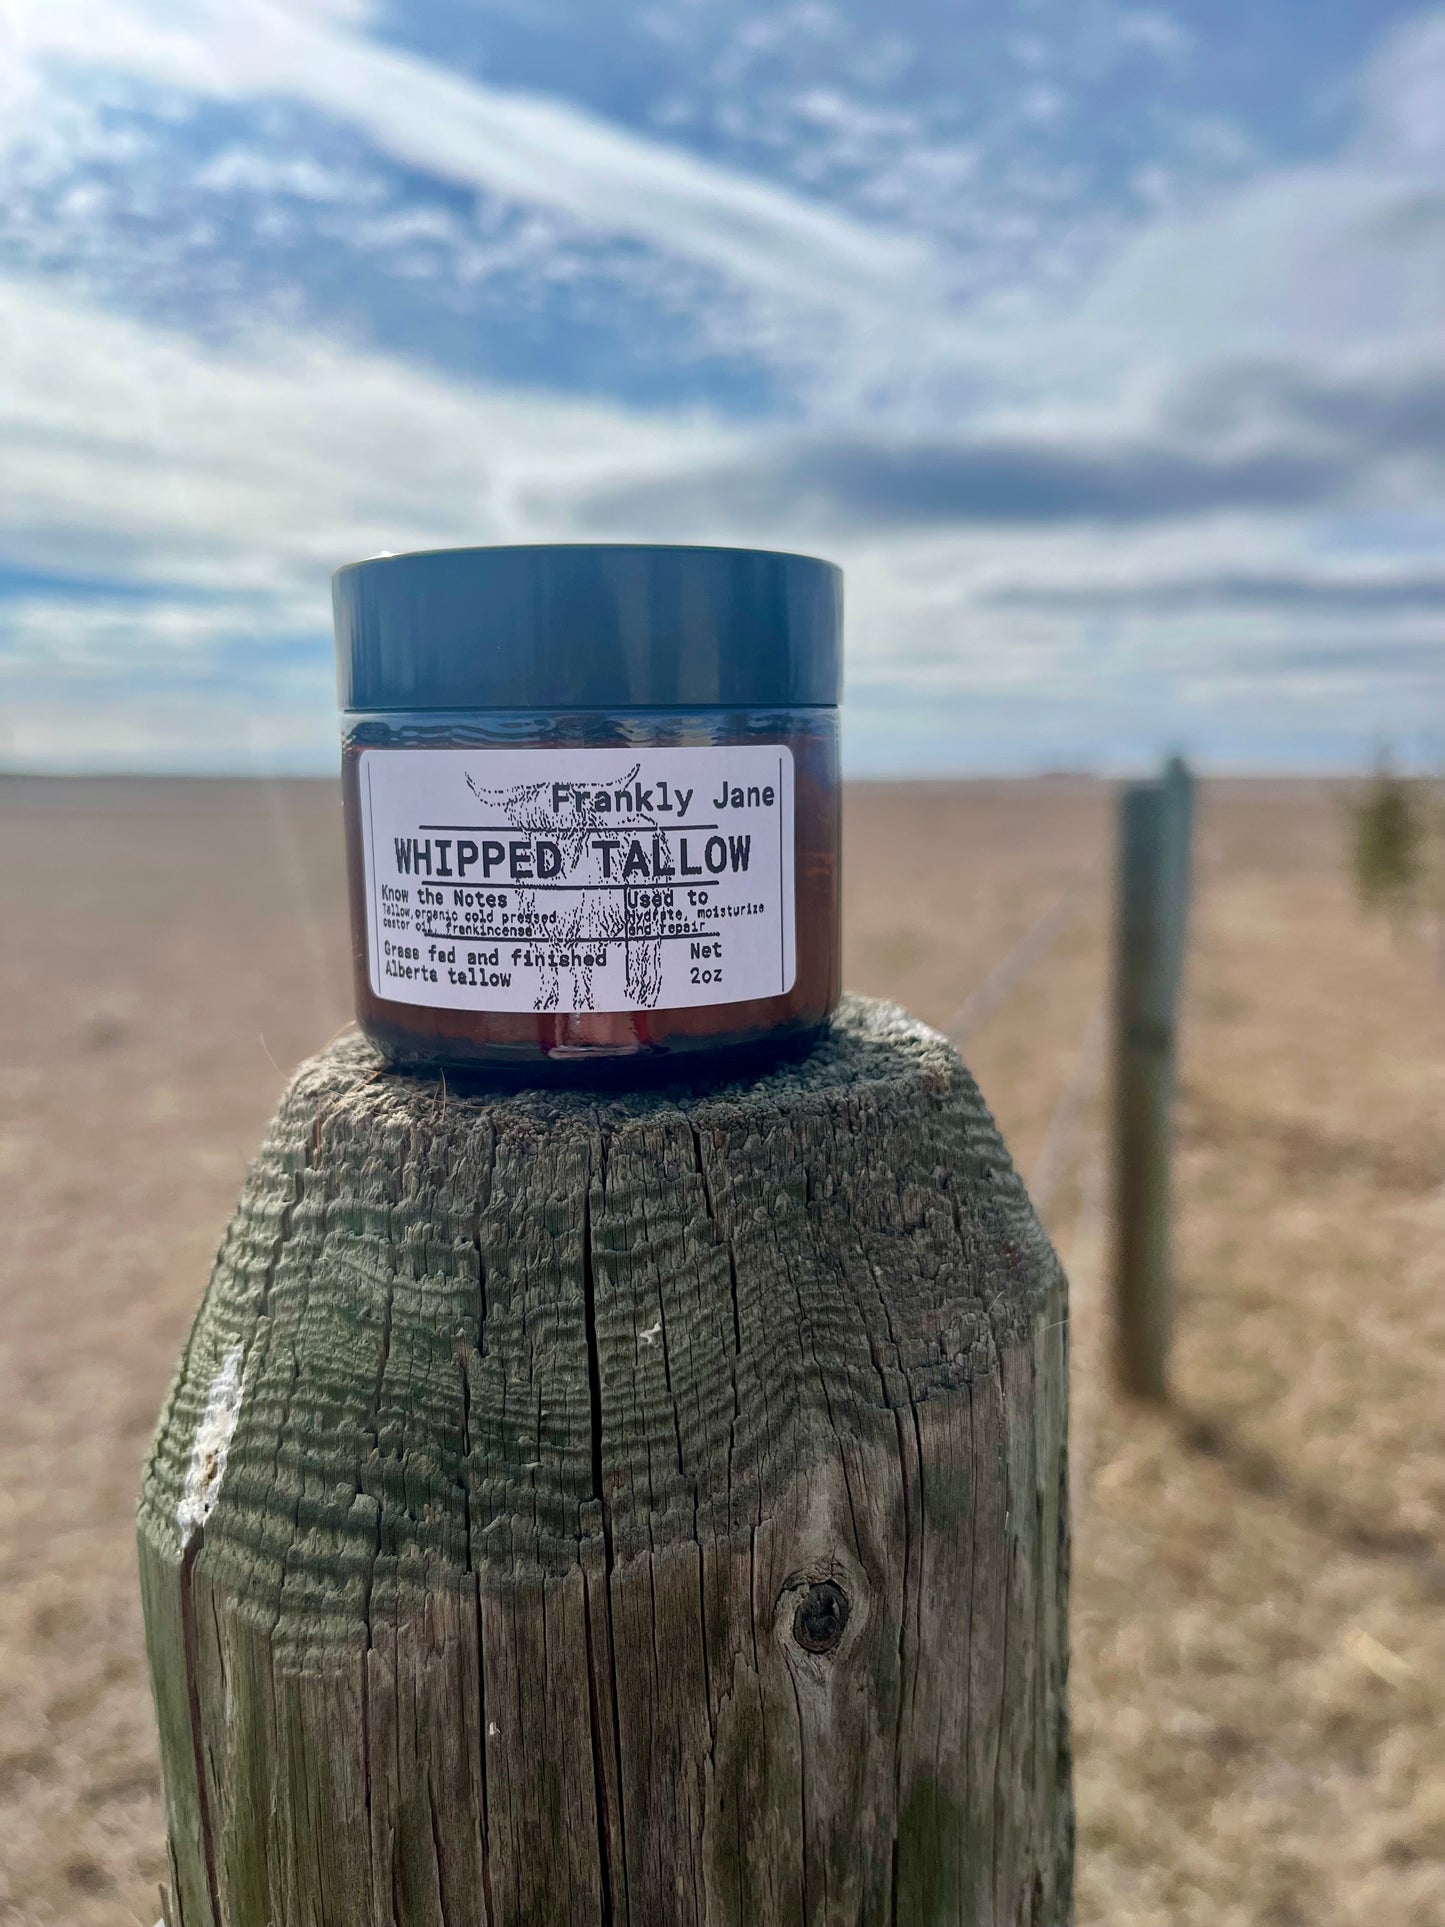 Frankly Jane
WHIPPED TALLOW
Know the Notes
Tallow,organic cold pressed
castor oil, frankincense
Used to
hydrate, moisturize
and repair
Grass fed and finished
Alberta tallow
Net
2oz